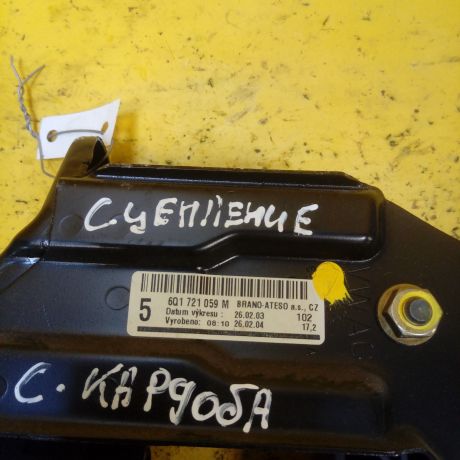 СЦЕПЛЕНИЕ
5 6Q1 721 059 M BRANO-ATESO a.s., CZ
Datum výkresu : 26.02.03 102
Vyrobeno: 08:10 26.02.04 17,2
С. КАРДОБА